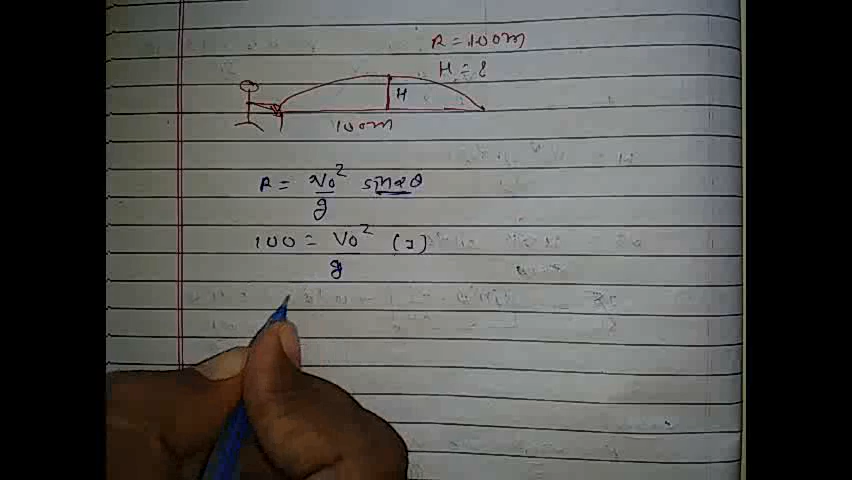 R = 100m
H = ?
H
100m
R = V₀² sin2θ
g
100 = V₀² (1)
g